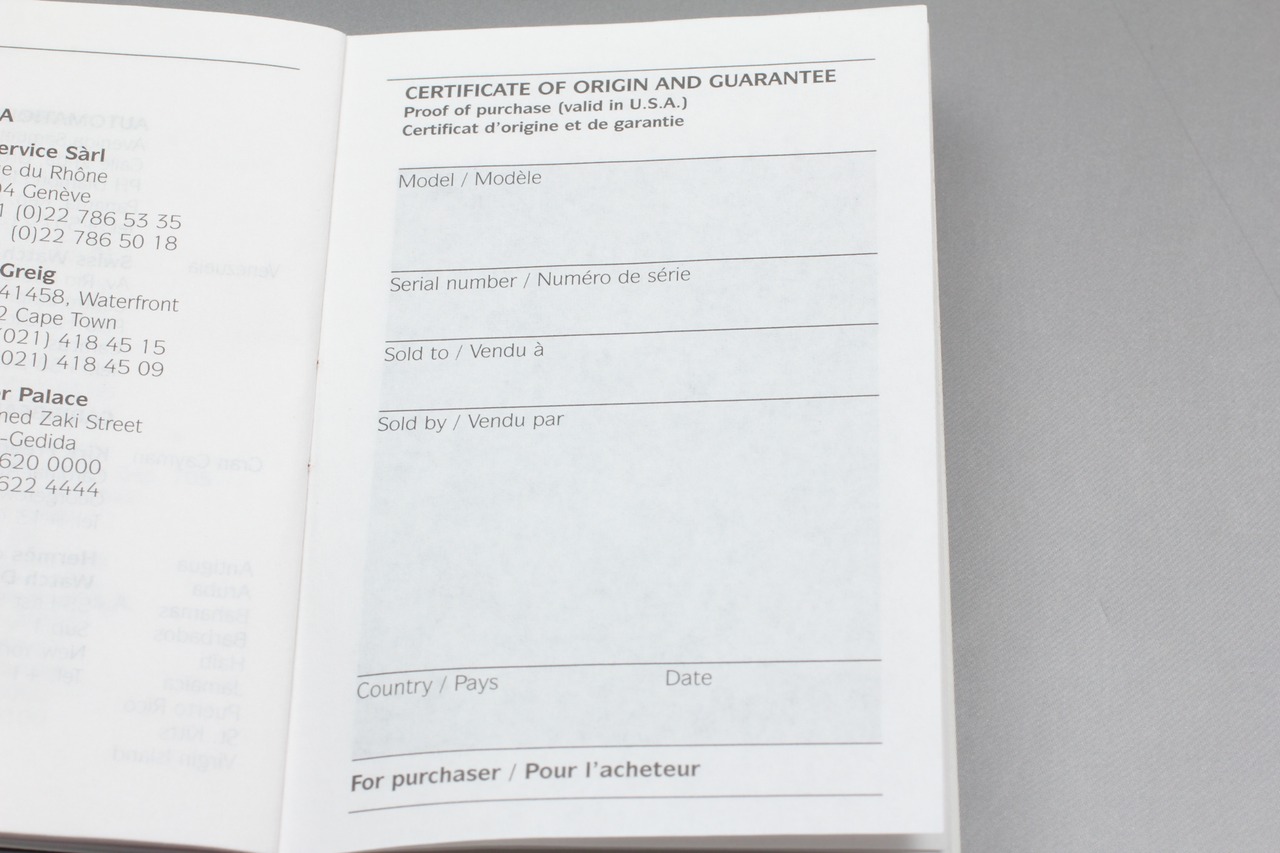 A
ervice Sàrl
e du Rhône
04 Genève
1 (0)22 786 53 35
(0)22 786 50 18
Greig
41458, Waterfront
2 Cape Town
(021) 418 45 15
021) 418 45 09
r Palace
med Zaki Street
-Gedida
620 0000
622 4444
CERTIFICATE OF ORIGIN AND GUARANTEE
Proof of purchase (valid in U.S.A.)
Certificat d'origine et de garantie
Model / Modèle
Serial number / Numéro de série
Sold to / Vendu à
Sold by / Vendu par
Country / Pays Date
For purchaser / Pour l'acheteur